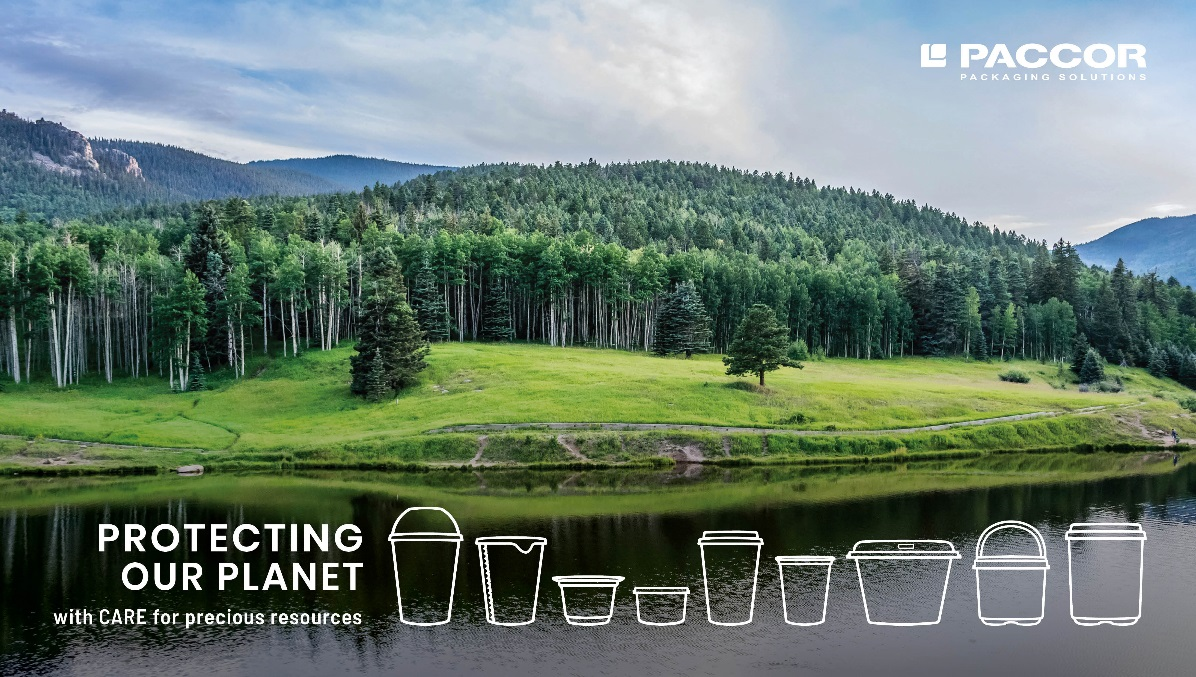 PACCOR
PACKAGING SOLUTIONS
PROTECTING
OUR PLANET
with CARE for precious resources